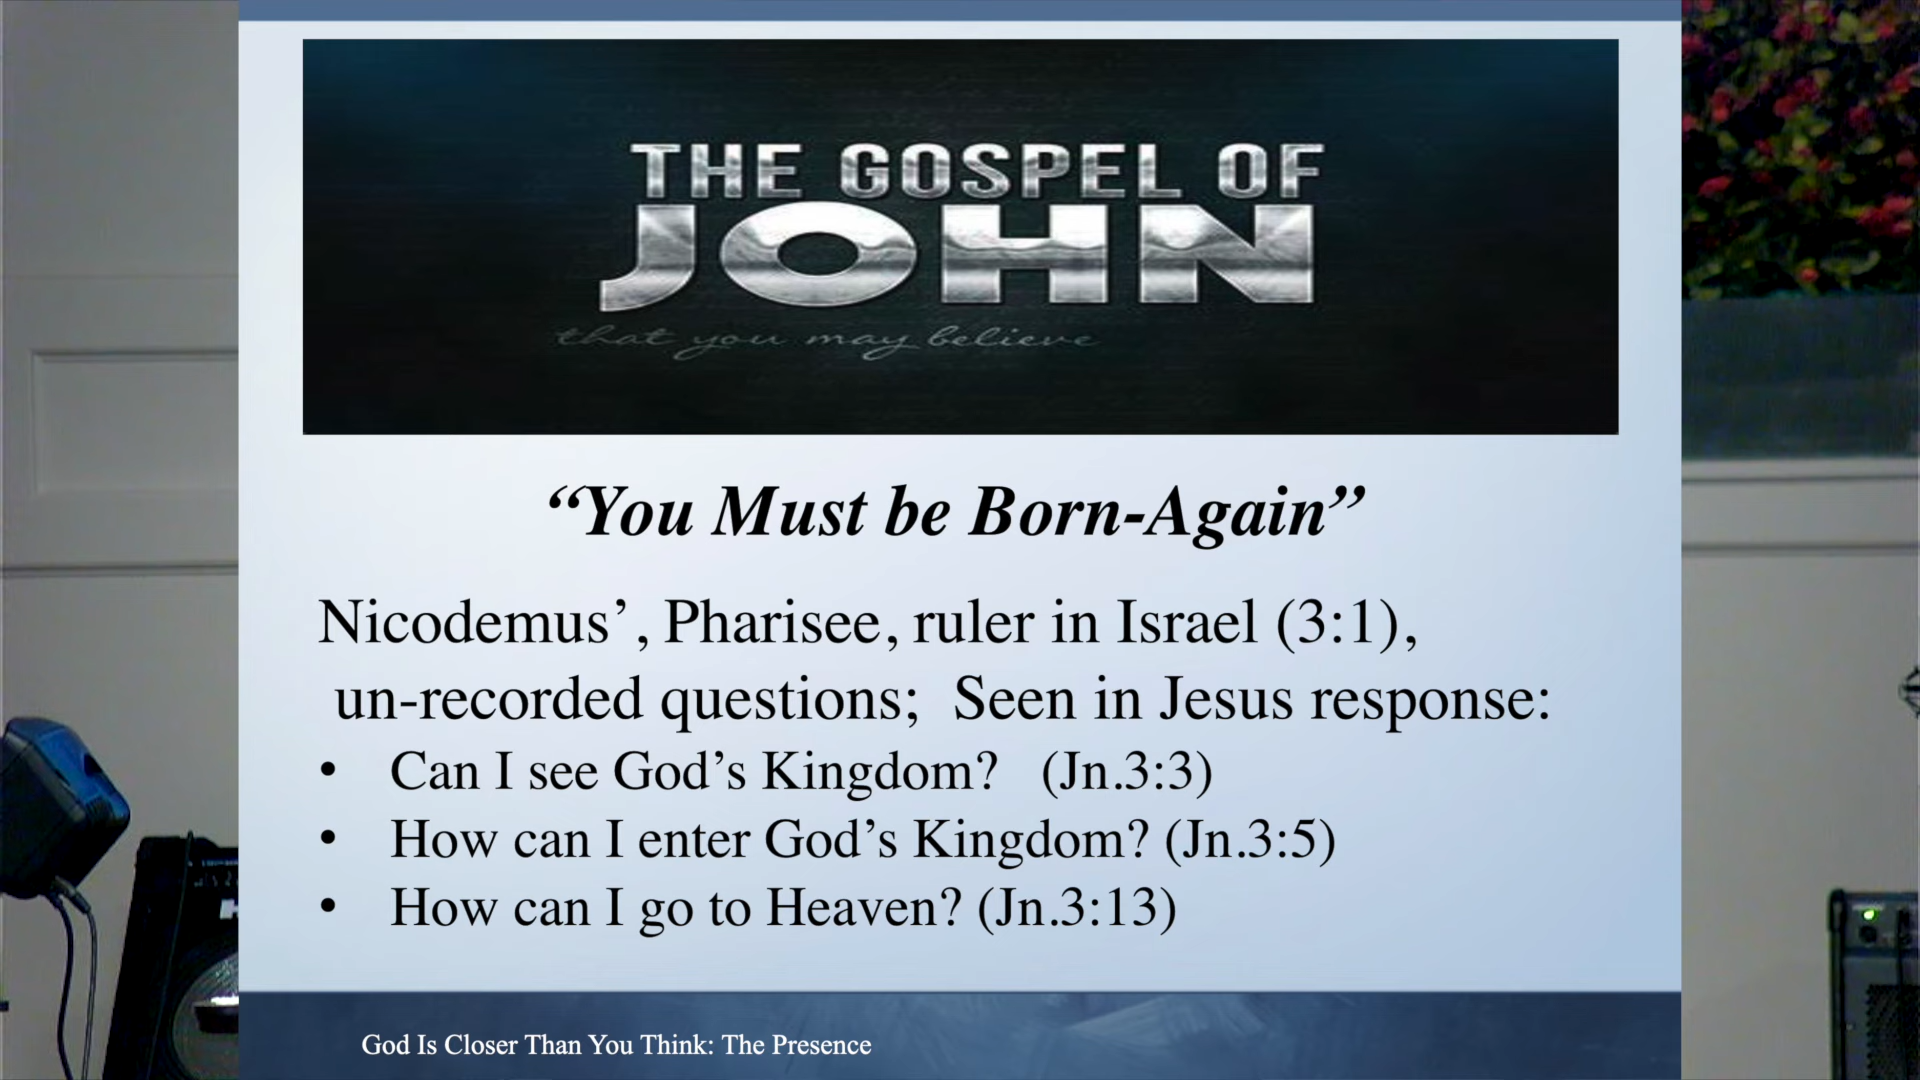 THE GOSPEL OF
JOHN
that you may believe
“You Must be Born-Again”
Nicodemus’, Pharisee, ruler in Israel (3:1),
un-recorded questions;  Seen in Jesus response:
• Can I see God’s Kingdom?   (Jn.3:3)
• How can I enter God’s Kingdom? (Jn.3:5)
• How can I go to Heaven? (Jn.3:13)
God Is Closer Than You Think: The Presence